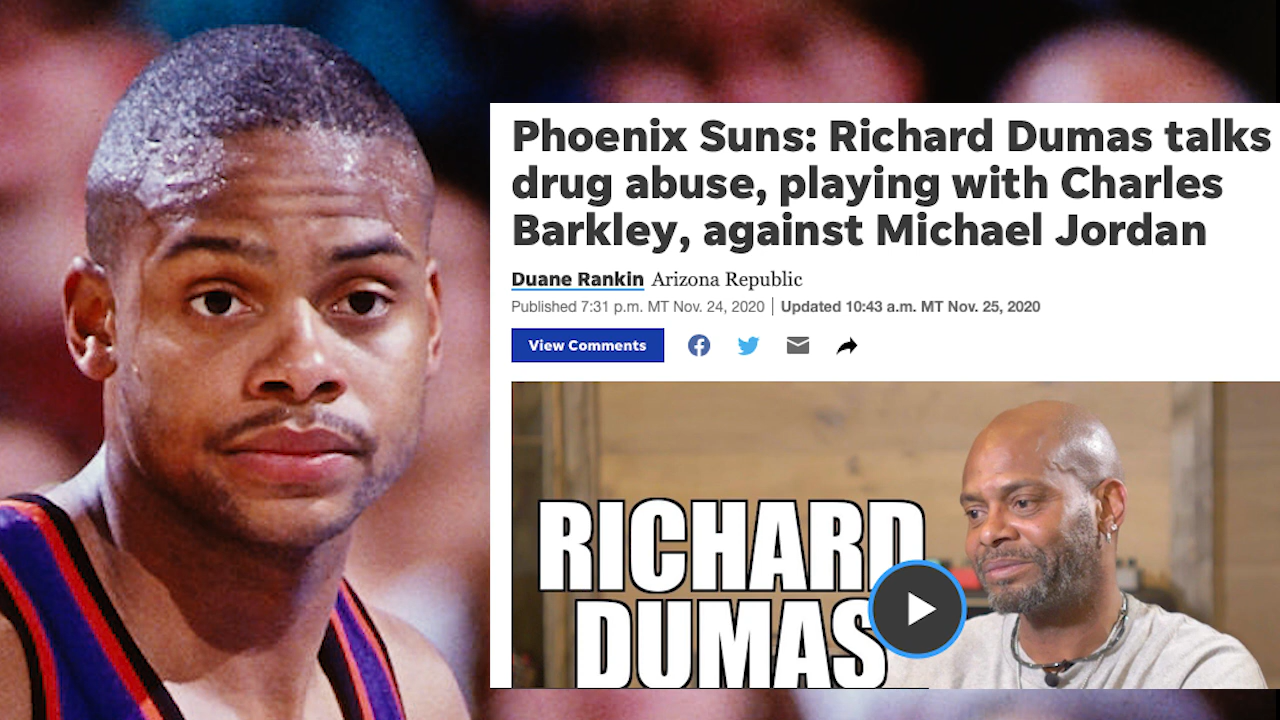 Phoenix Suns: Richard Dumas talks
drug abuse, playing with Charles
Barkley, against Michael Jordan
Duane Rankin Arizona Republic
Published 7:31 p.m. MT Nov. 24, 2020 | Updated 10:43 a.m. MT Nov. 25, 2020
View Comments
RICHARD
DUMAS